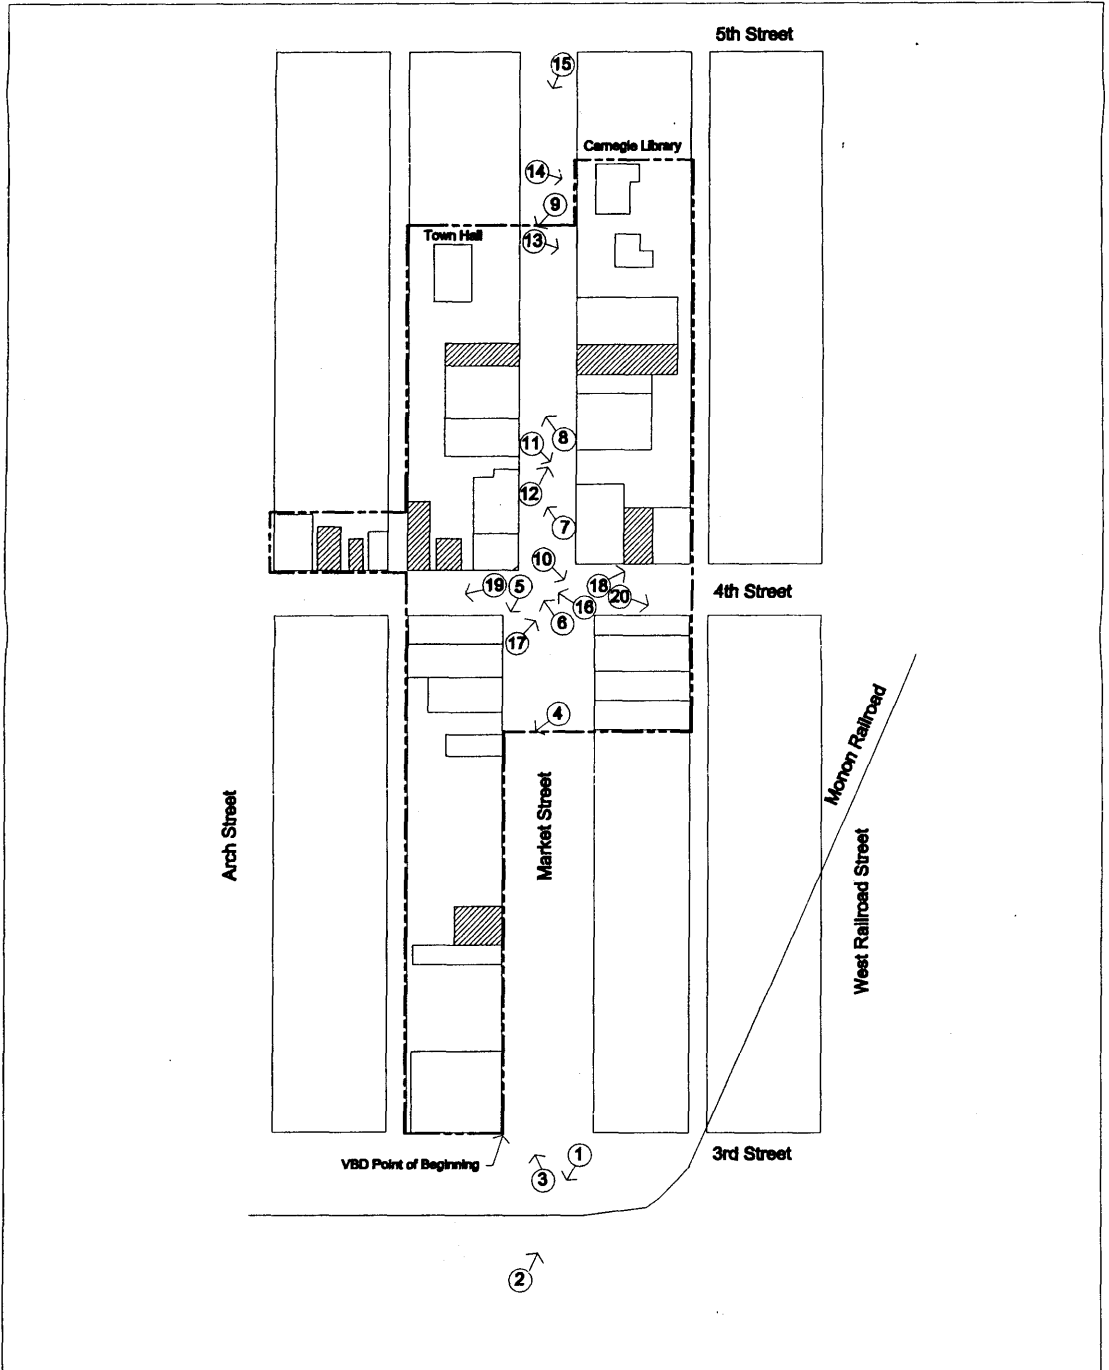 5th Street
15
Carnegie Library
14
9
Town Hall
13
8
11
12
7
10
19
5
18
4th Street
20
16
6
17
4
Monon Railroad
Market Street
Arch Street
West Railroad Street
3rd Street
1
VBD Point of Beginning
3
2